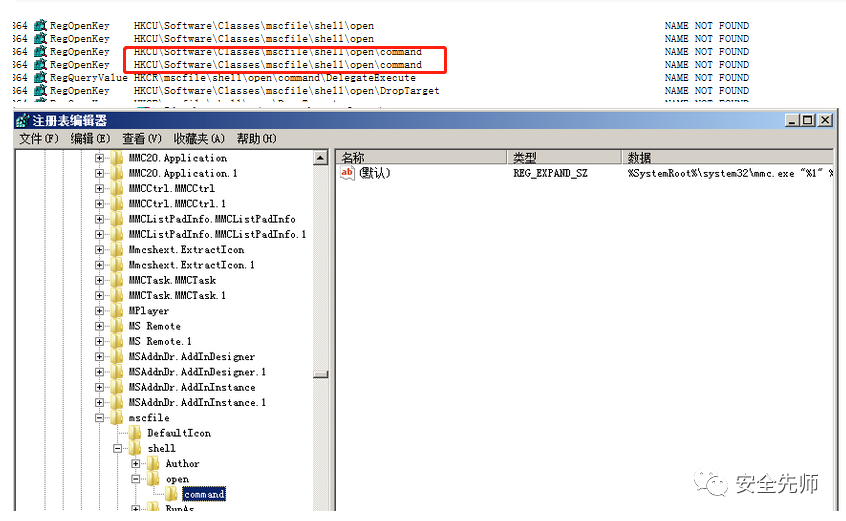 364 RegOpenKey HKCU\Software\Classes\mscfile\shell\open NAME NOT FOUND
364 RegOpenKey HKCU\Software\Classes\mscfile\shell\open NAME NOT FOUND
364 RegOpenKey HKCU\Software\Classes\mscfile\shell\open\command NAME NOT FOUND
364 RegOpenKey HKCU\Software\Classes\mscfile\shell\open\command NAME NOT FOUND
364 RegQueryValue HKCR\mscfile\shell\open\command\DelegateExecute NAME NOT FOUND
364 RegOpenKey HKCU\Software\Classes\mscfile\shell\open\DropTarget NAME NOT FOUND
注册表编辑器
文件(F) 编辑(E) 查看(V) 收藏夹(A) 帮助(H)
名称 类型 数据
(默认) REG_EXPAND_SZ %SystemRoot%\system32\mmc.exe "%1" %
MMC20.Application
MMC20.Application.1
MMCCtrl.MMCCtrl
MMCCtrl.MMCCtrl.1
MMCListPadInfo.MMCListPadInfo
MMCListPadInfo.MMCListPadInfo.1
Mmcshext.ExtractIcon
Mmcshext.ExtractIcon.1
MMCTask.MMCTask
MMCTask.MMCTask.1
MPlayer
MS Remote
MS Remote.1
MSAddnDr.AddInDesigner
MSAddnDr.AddInDesigner.1
MSAddnDr.AddInInstance
MSAddnDr.AddInInstance.1
mscfile
DefaultIcon
shell
Author
open
command
RunAs
安全先师